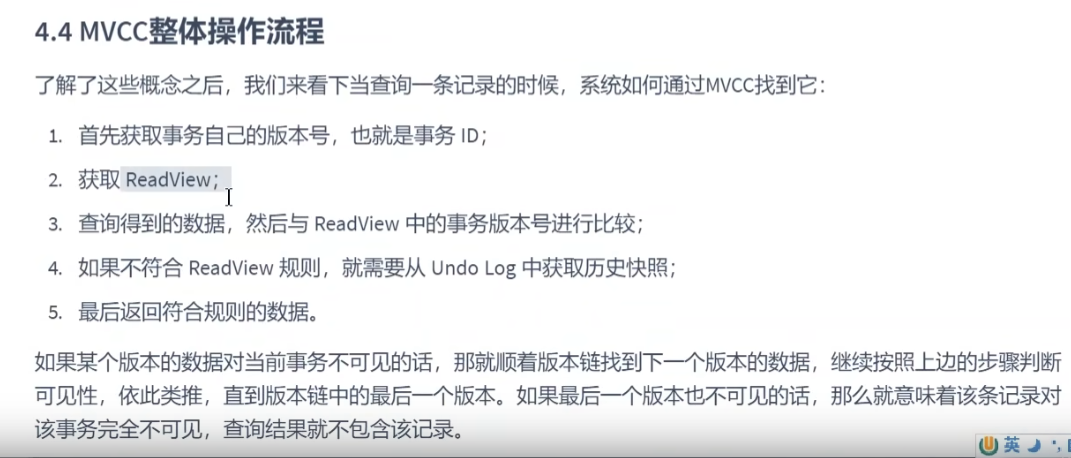 4.4 MVCC整体操作流程
了解了这些概念之后，我们来看下当查询一条记录的时候，系统如何通过MVCC找到它：
1. 首先获取事务自己的版本号，也就是事务 ID；
2. 获取 ReadView；
3. 查询得到的数据，然后与 ReadView 中的事务版本号进行比较；
4. 如果不符合 ReadView 规则，就需要从 Undo Log 中获取历史快照；
5. 最后返回符合规则的数据。
如果某个版本的数据对当前事务不可见的话，那就顺着版本链找到下一个版本的数据，继续按照上边的步骤判断
可见性，依此类推，直到版本链中的最后一个版本。如果最后一个版本也不可见的话，那么就意味着该条记录对
该事务完全不可见，查询结果就不包含该记录。
英